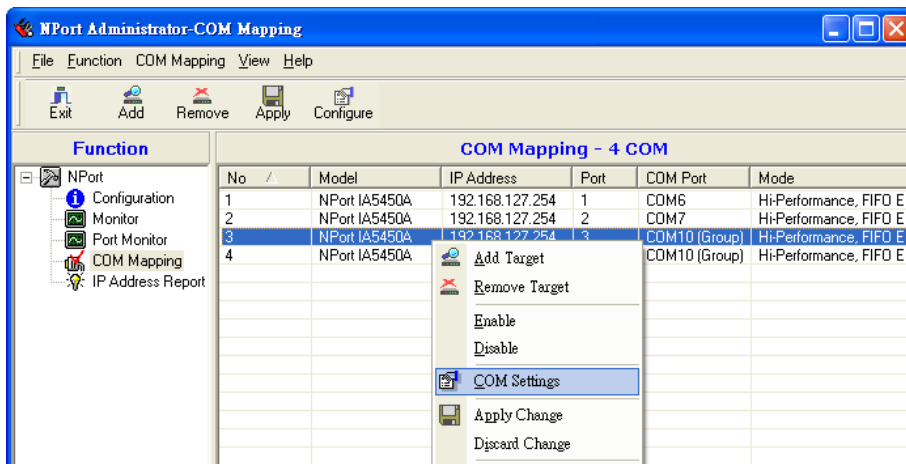 NPort Administrator-COM Mapping
File Function COM Mapping View Help
Exit Add Remove Apply Configure
Function
COM Mapping - 4 COM
NPort
Configuration
Monitor
Port Monitor
COM Mapping
IP Address Report
No Model IP Address Port COM Port Mode
1 NPort IA5450A 192.168.127.254 1 COM6 Hi-Performance, FIFO E
2 NPort IA5450A 192.168.127.254 2 COM7 Hi-Performance, FIFO E
3 NPort IA5450A 192.168.127.254 3 COM10 (Group) Hi-Performance, FIFO E
4 NPort IA5450A COM10 (Group) Hi-Performance, FIFO E
Add Target
Remove Target
Enable
Disable
COM Settings
Apply Change
Discard Change